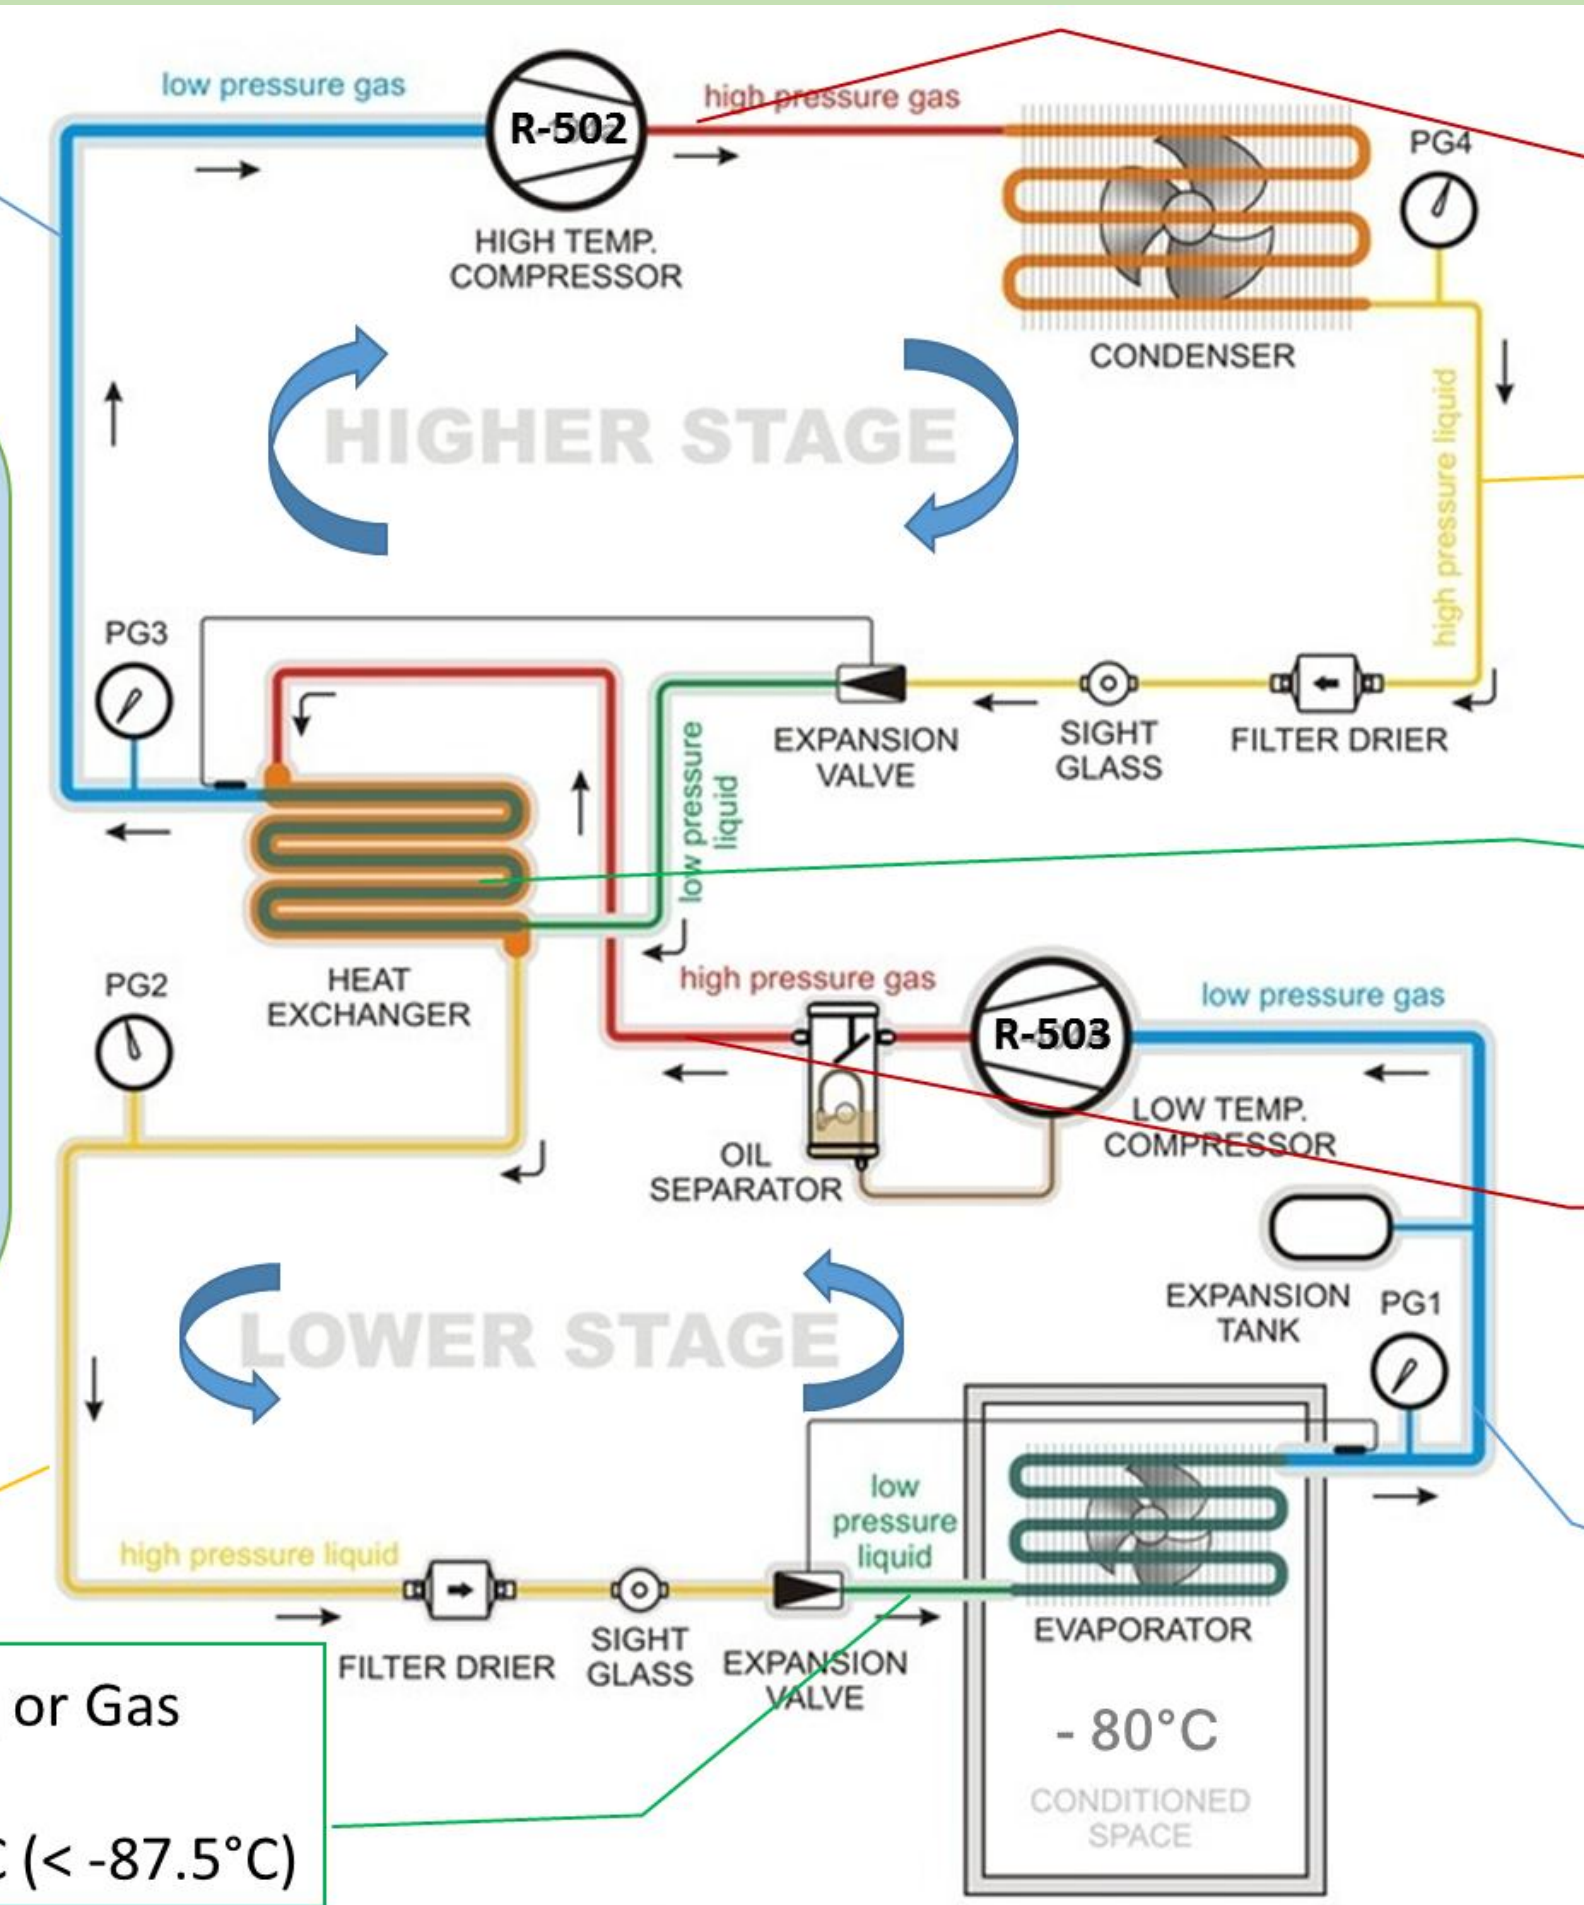 low pressure gas
R-502
high pressure gas
PG4
HIGH TEMP.
COMPRESSOR
CONDENSER
HIGHER STAGE
high pressure liquid
PG3
EXPANSION
VALVE
SIGHT
GLASS
FILTER DRIER
low pressure
liquid
HEAT
EXCHANGER
PG2
high pressure gas
R-503
low pressure gas
LOW TEMP.
COMPRESSOR
OIL
SEPARATOR
EXPANSION
TANK
PG1
LOWER STAGE
low
pressure
liquid
high pressure liquid
FILTER DRIER
SIGHT
GLASS
EXPANSION
VALVE
EVAPORATOR
- 80°C
CONDITIONED
SPACE
or Gas
C (< -87.5°C)